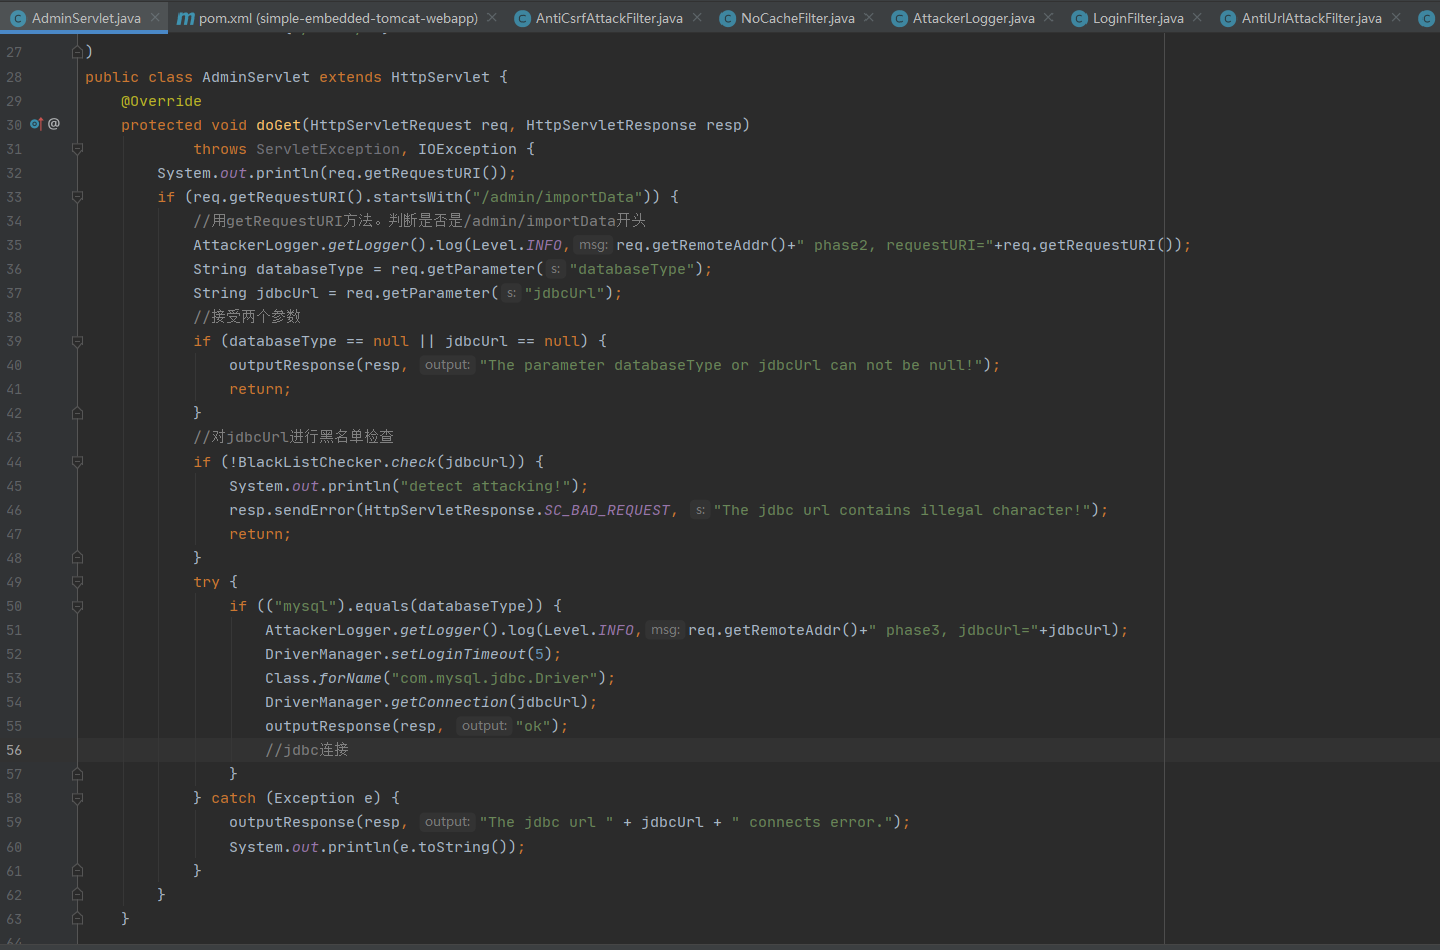 AdminServlet.java pom.xml (simple-embedded-tomcat-webapp) AntiCsrfAttackFilter.java NoCacheFilter.java AttackerLogger.java LoginFilter.java AntiUrlAttackFilter.java
27 )
28 public class AdminServlet extends HttpServlet {
29 @Override
30 protected void doGet(HttpServletRequest req, HttpServletResponse resp)
31 throws ServletException, IOException {
32 System.out.println(req.getRequestURI());
33 if (req.getRequestURI().startsWith("/admin/importData")) {
34 //用getRequestURI方法。判断是否是/admin/importData开头
35 AttackerLogger.getLogger().log(Level.INFO, msg: req.getRemoteAddr()+" phase2, requestURI="+req.getRequestURI());
36 String databaseType = req.getParameter( s: "databaseType");
37 String jdbcUrl = req.getParameter( s: "jdbcUrl");
38 //接受两个参数
39 if (databaseType == null || jdbcUrl == null) {
40 outputResponse(resp, output: "The parameter databaseType or jdbcUrl can not be null!");
41 return;
42 }
43 //对jdbcUrl进行黑名单检查
44 if (!BlackListChecker.check(jdbcUrl)) {
45 System.out.println("detect attacking!");
46 resp.sendError(HttpServletResponse.SC_BAD_REQUEST, s: "The jdbc url contains illegal character!");
47 return;
48 }
49 try {
50 if (("mysql").equals(databaseType)) {
51 AttackerLogger.getLogger().log(Level.INFO, msg: req.getRemoteAddr()+" phase3, jdbcUrl="+jdbcUrl);
52 DriverManager.setLoginTimeout(5);
53 Class.forName("com.mysql.jdbc.Driver");
54 DriverManager.getConnection(jdbcUrl);
55 outputResponse(resp, output: "ok");
56 //jdbc连接
57 }
58 } catch (Exception e) {
59 outputResponse(resp, output: "The jdbc url " + jdbcUrl + " connects error.");
60 System.out.println(e.toString());
61 }
62 }
63 }